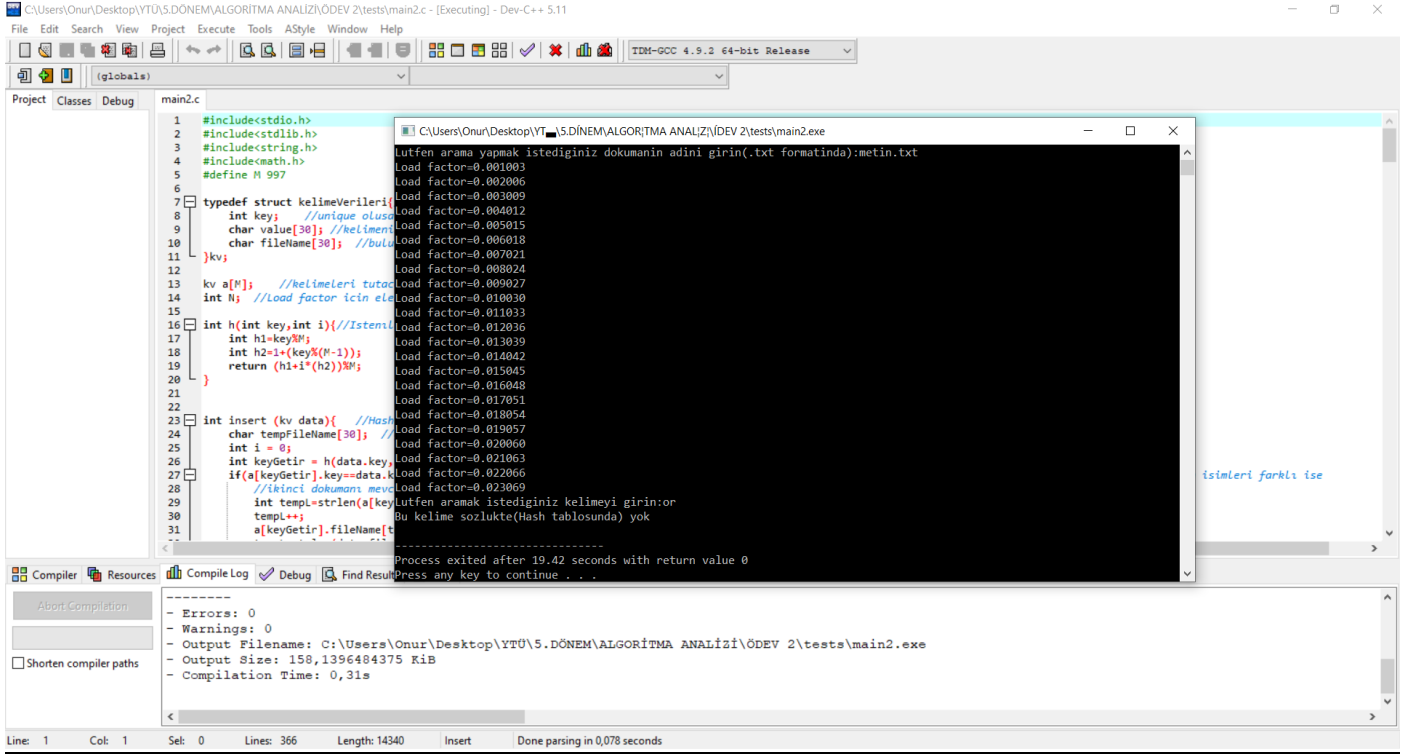 C:\Users\Onur\Desktop\YTÜ\5.DÖNEM\ALGORİTMA ANALİZİ\ÖDEV 2\tests\main2.c - [Executing] - Dev-C++ 5.11
File Edit Search View Project Execute Tools AStyle Window Help
TDM-GCC 4.9.2 64-bit Release
(globals)
Project Classes Debug
main2.c
1 #include<stdio.h>
2 #include<stdlib.h>
3 #include<string.h>
4 #include<math.h>
5 #define M 997
6
7 typedef struct kelimeVerileri{
8 int key; //unique olusa
9 char value[30]; //kelimeni
10 char fileName[30]; //bulu
11 }kv;
12
13 kv a[M]; //kelimeleri tutac
14 int N; //Load factor icin ele
15
16 int h(int key,int i){//Istenil
17 int h1=key%M;
18 int h2=1+(key%(M-1));
19 return (h1+i*(h2))%M;
20 }
21
22
23 int insert (kv data){ //Hash
24 char tempFileName[30]; //
25 int i = 0;
26 int keyGetir = h(data.key,
27 if(a[keyGetir].key==data.k isimleri farklı ise
28 //ikinci dokumanı mevc
29 int tempL=strlen(a[key
30 tempL++;
31 a[keyGetir].fileName[t
C:\Users\Onur\Desktop\YT▄\5.DÍNEM\ALGOR¦TMA ANAL¦Z¦\ÍDEV 2\tests\main2.exe
Lutfen arama yapmak istediginiz dokumanin adini girin(.txt formatinda):metin.txt
Load factor=0.001003
Load factor=0.002006
Load factor=0.003009
Load factor=0.004012
Load factor=0.005015
Load factor=0.006018
Load factor=0.007021
Load factor=0.008024
Load factor=0.009027
Load factor=0.010030
Load factor=0.011033
Load factor=0.012036
Load factor=0.013039
Load factor=0.014042
Load factor=0.015045
Load factor=0.016048
Load factor=0.017051
Load factor=0.018054
Load factor=0.019057
Load factor=0.020060
Load factor=0.021063
Load factor=0.022066
Load factor=0.023069
Lutfen aramak istediginiz kelimeyi girin:or
Bu kelime sozlukte(Hash tablosunda) yok
--------------------------------
Process exited after 19.42 seconds with return value 0
Press any key to continue . . .
Compiler Resources Compile Log Debug Find Result
Abort Compilation
Shorten compiler paths
--------
- Errors: 0
- Warnings: 0
- Output Filename: C:\Users\Onur\Desktop\YTÜ\5.DÖNEM\ALGORİTMA ANALİZİ\ÖDEV 2\tests\main2.exe
- Output Size: 158,1396484375 KiB
- Compilation Time: 0,31s
Line: 1 Col: 1 Sel: 0 Lines: 366 Length: 14340 Insert Done parsing in 0,078 seconds